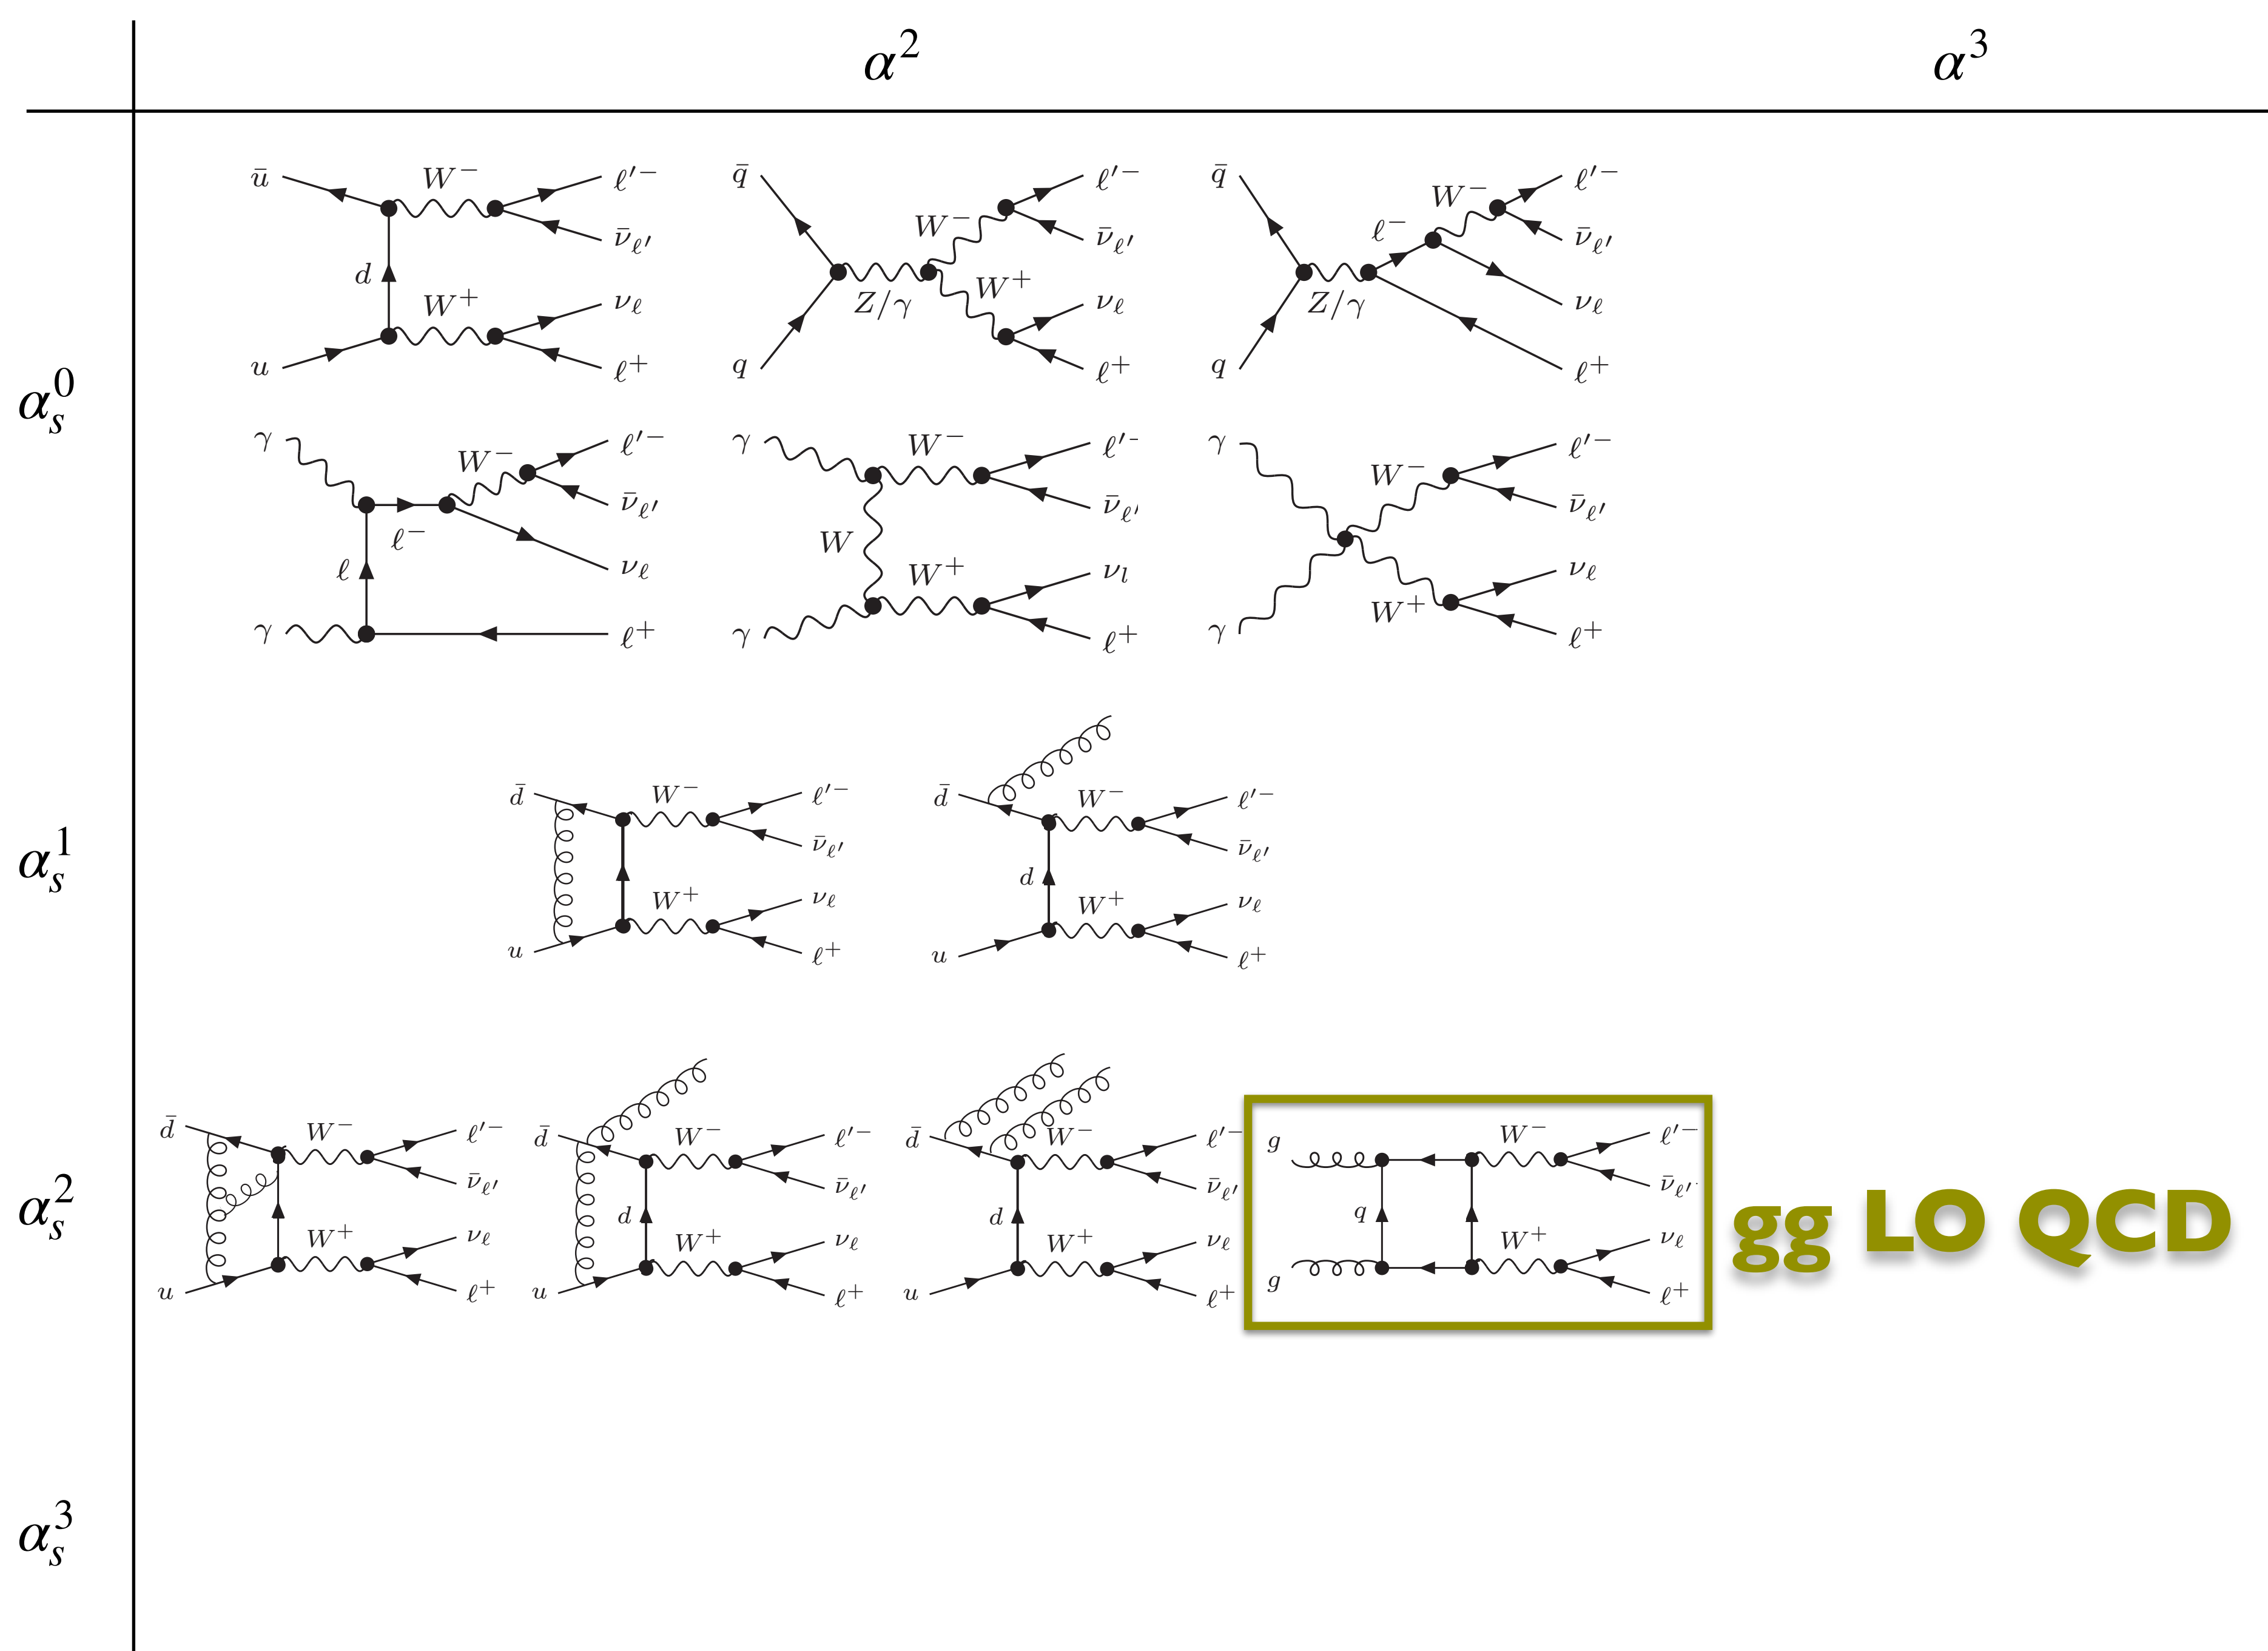 α² α³
α_s⁰
ū W⁻ ℓ′⁻ ν̄_ℓ′ d W⁺ ν_ℓ u ℓ⁺
q̄ ℓ′⁻ W⁻ ν̄_ℓ′ Z/γ W⁺ ν_ℓ q ℓ⁺
q̄ W⁻ ℓ′⁻ ℓ⁻ ν̄_ℓ′ Z/γ ν_ℓ q ℓ⁺
γ W⁻ ℓ′⁻ ν̄_ℓ′ ℓ⁻ ℓ ν_ℓ γ ℓ⁺
γ W⁻ ℓ′⁻ ν̄_ℓ′ W W⁺ ν_l γ ℓ⁺
γ W⁻ ℓ′⁻ ν̄_ℓ′ W⁺ ν_ℓ γ ℓ⁺
α_s¹
d̄ W⁻ ℓ′⁻ ν̄_ℓ′ W⁺ ν_ℓ u ℓ⁺
d̄ W⁻ ℓ′⁻ ν̄_ℓ′ d W⁺ ν_ℓ u ℓ⁺
α_s²
d̄ W⁻ ℓ′⁻ ν̄_ℓ′ W⁺ ν_ℓ u ℓ⁺
d̄ W⁻ ℓ′⁻ ν̄_ℓ′ d W⁺ ν_ℓ u ℓ⁺
d̄ W⁻ ℓ′⁻ ν̄_ℓ′ d W⁺ ν_ℓ u ℓ⁺
g W⁻ ℓ′⁻ ν̄_ℓ′ q W⁺ ν_ℓ g ℓ⁺
gg LO QCD
α_s³